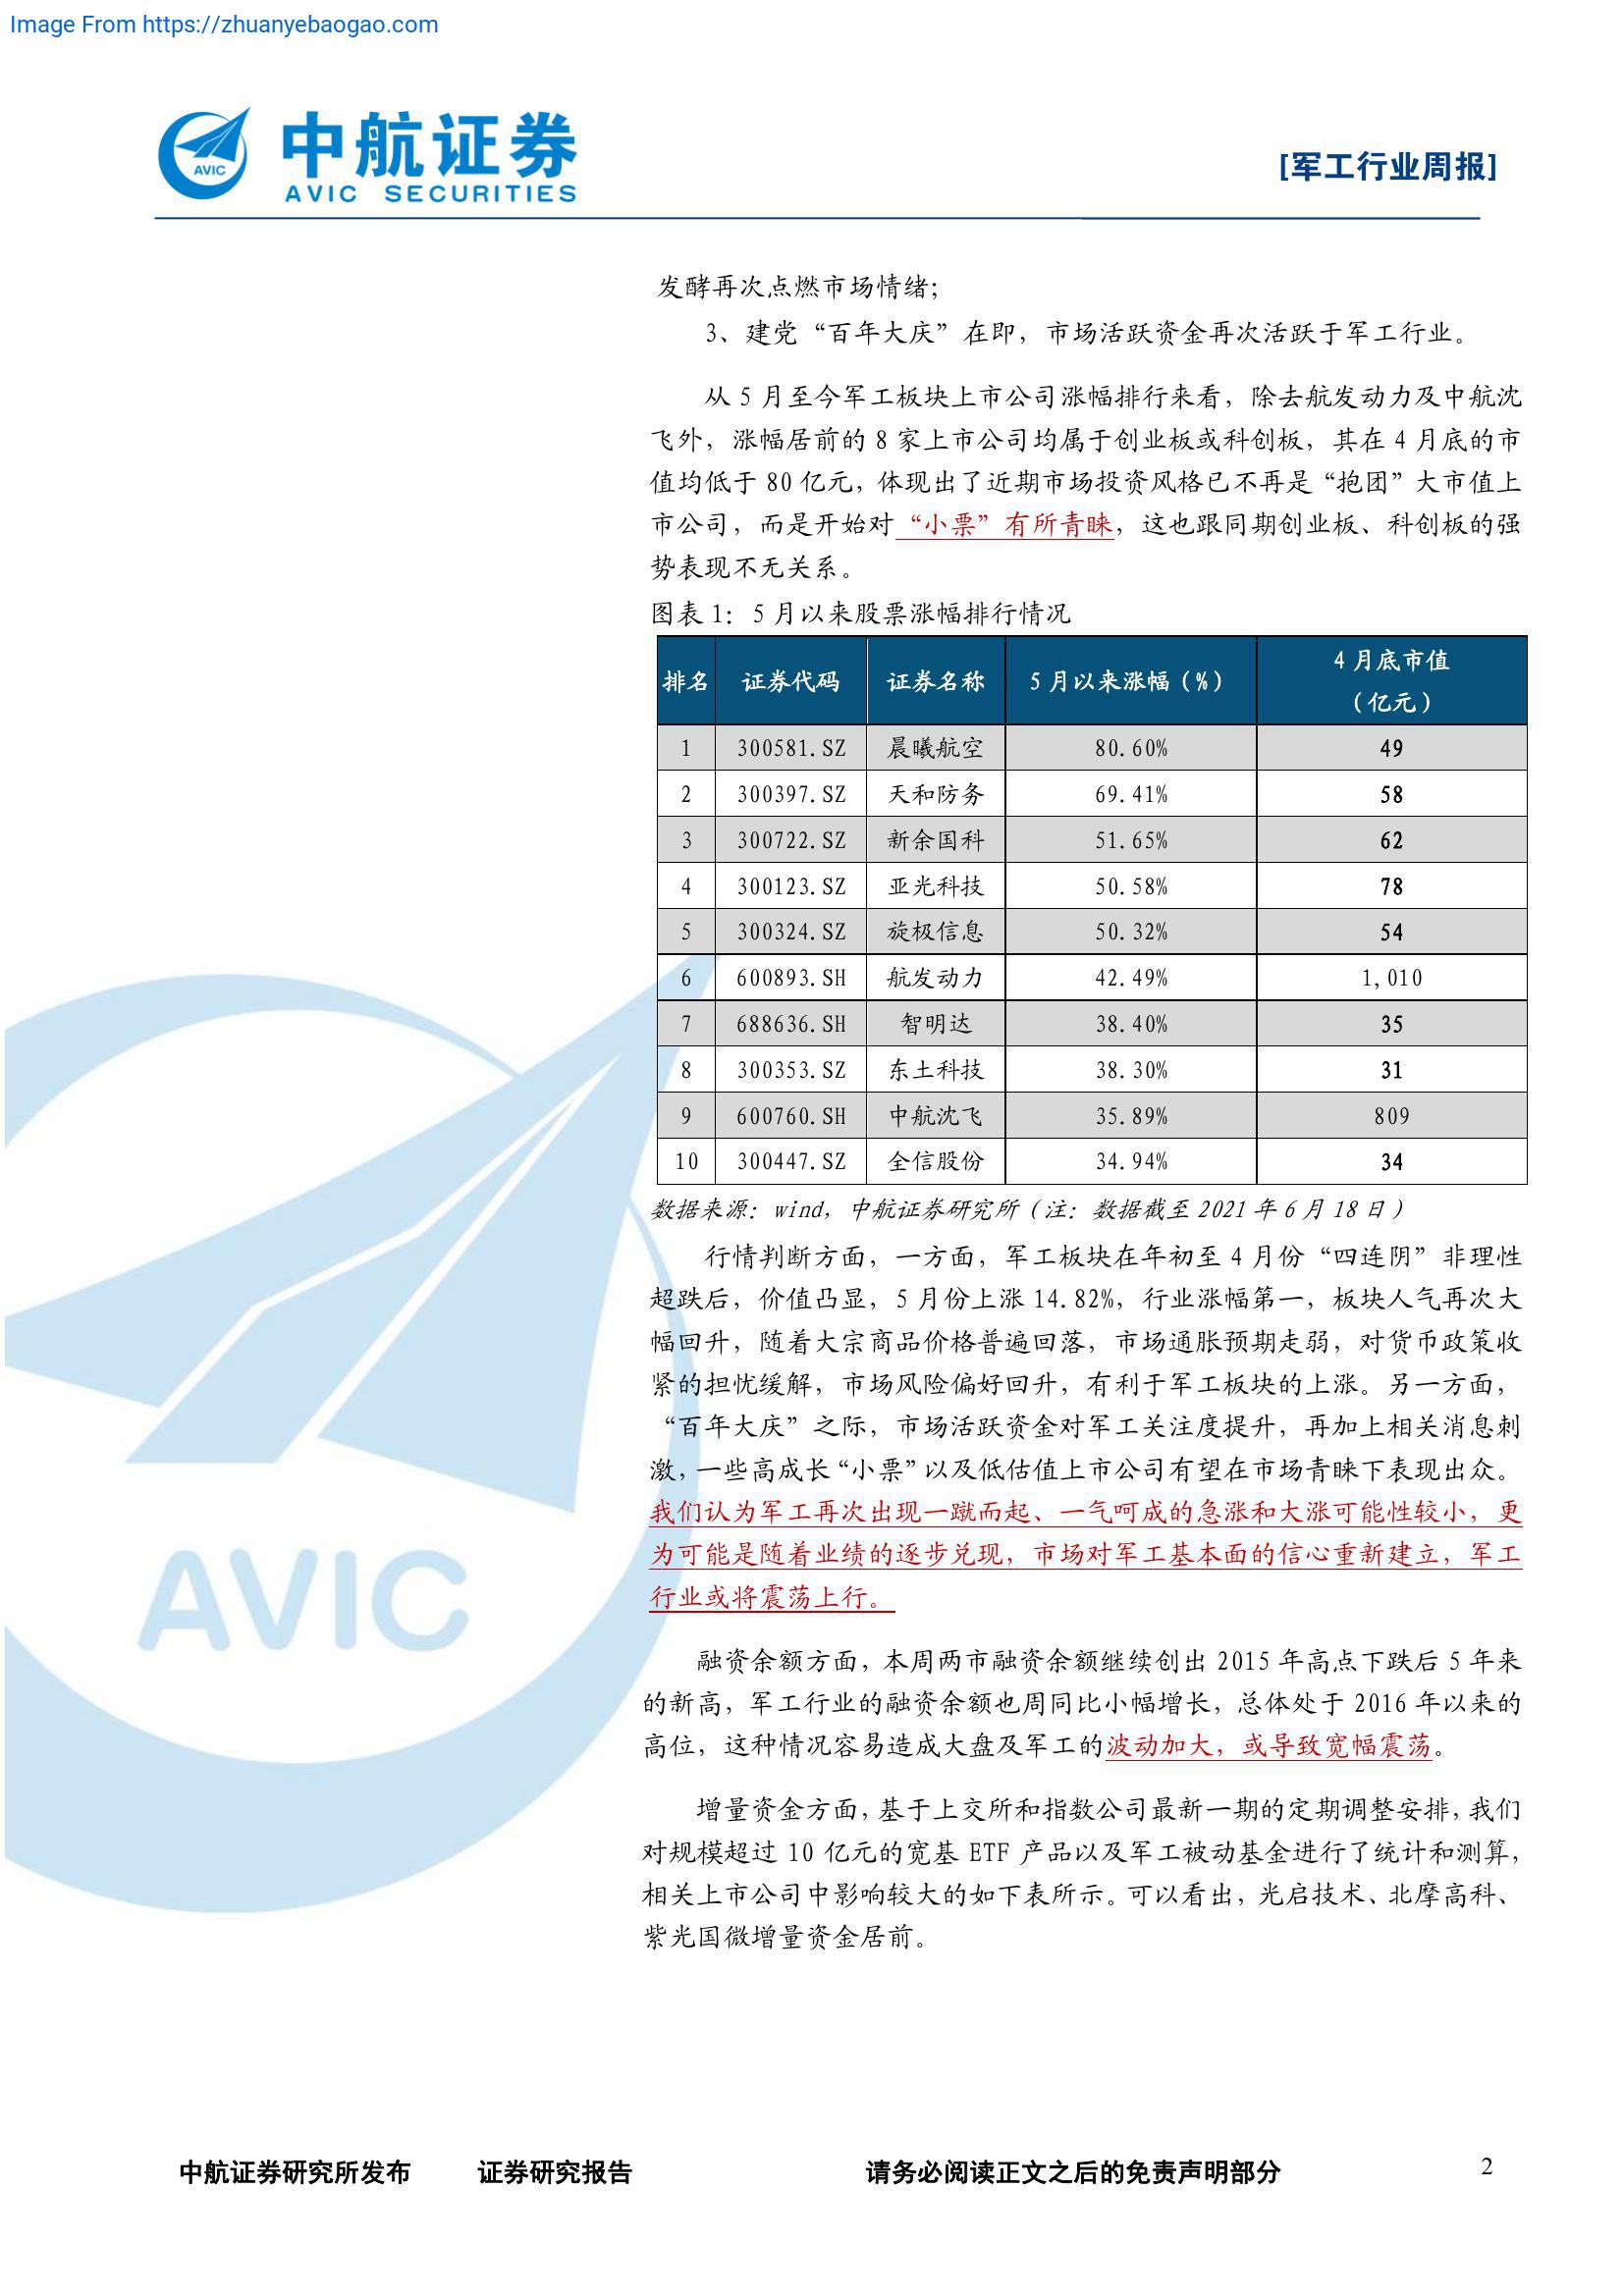 Image From https://zhuanyebaogao.com
中航证券
AVIC SECURITIES
AVIC
[军工行业周报]
发酵再次点燃市场情绪；
3、建党“百年大庆”在即，市场活跃资金再次活跃于军工行业。
从 5 月至今军工板块上市公司涨幅排行来看，除去航发动力及中航沈
飞外，涨幅居前的 8 家上市公司均属于创业板或科创板，其在 4 月底的市
值均低于 80 亿元，体现出了近期市场投资风格已不再是“抱团”大市值上
市公司，而是开始对“小票”有所青睐，这也跟同期创业板、科创板的强
势表现不无关系。
图表 1：5 月以来股票涨幅排行情况
排名 证券代码 证券名称 5 月以来涨幅（%） 4 月底市值
（亿元）
1 300581.SZ 晨曦航空 80.60% 49
2 300397.SZ 天和防务 69.41% 58
3 300722.SZ 新余国科 51.65% 62
4 300123.SZ 亚光科技 50.58% 78
5 300324.SZ 旋极信息 50.32% 54
6 600893.SH 航发动力 42.49% 1,010
7 688636.SH 智明达 38.40% 35
8 300353.SZ 东土科技 38.30% 31
9 600760.SH 中航沈飞 35.89% 809
10 300447.SZ 全信股份 34.94% 34
数据来源：wind，中航证券研究所（注：数据截至 2021 年 6 月 18 日）
行情判断方面，一方面，军工板块在年初至 4 月份“四连阴”非理性
超跌后，价值凸显，5 月份上涨 14.82%，行业涨幅第一，板块人气再次大
幅回升，随着大宗商品价格普遍回落，市场通胀预期走弱，对货币政策收
紧的担忧缓解，市场风险偏好回升，有利于军工板块的上涨。另一方面，
“百年大庆”之际，市场活跃资金对军工关注度提升，再加上相关消息刺
激，一些高成长“小票”以及低估值上市公司有望在市场青睐下表现出众。
我们认为军工再次出现一蹴而起、一气呵成的急涨和大涨可能性较小，更
为可能是随着业绩的逐步兑现，市场对军工基本面的信心重新建立，军工
行业或将震荡上行。
融资余额方面，本周两市融资余额继续创出 2015 年高点下跌后 5 年来
的新高，军工行业的融资余额也周同比小幅增长，总体处于 2016 年以来的
高位，这种情况容易造成大盘及军工的波动加大，或导致宽幅震荡。
增量资金方面，基于上交所和指数公司最新一期的定期调整安排，我们
对规模超过 10 亿元的宽基 ETF 产品以及军工被动基金进行了统计和测算，
相关上市公司中影响较大的如下表所示。可以看出，光启技术、北摩高科、
紫光国微增量资金居前。
AVIC
中航证券研究所发布 证券研究报告 请务必阅读正文之后的免责声明部分 2